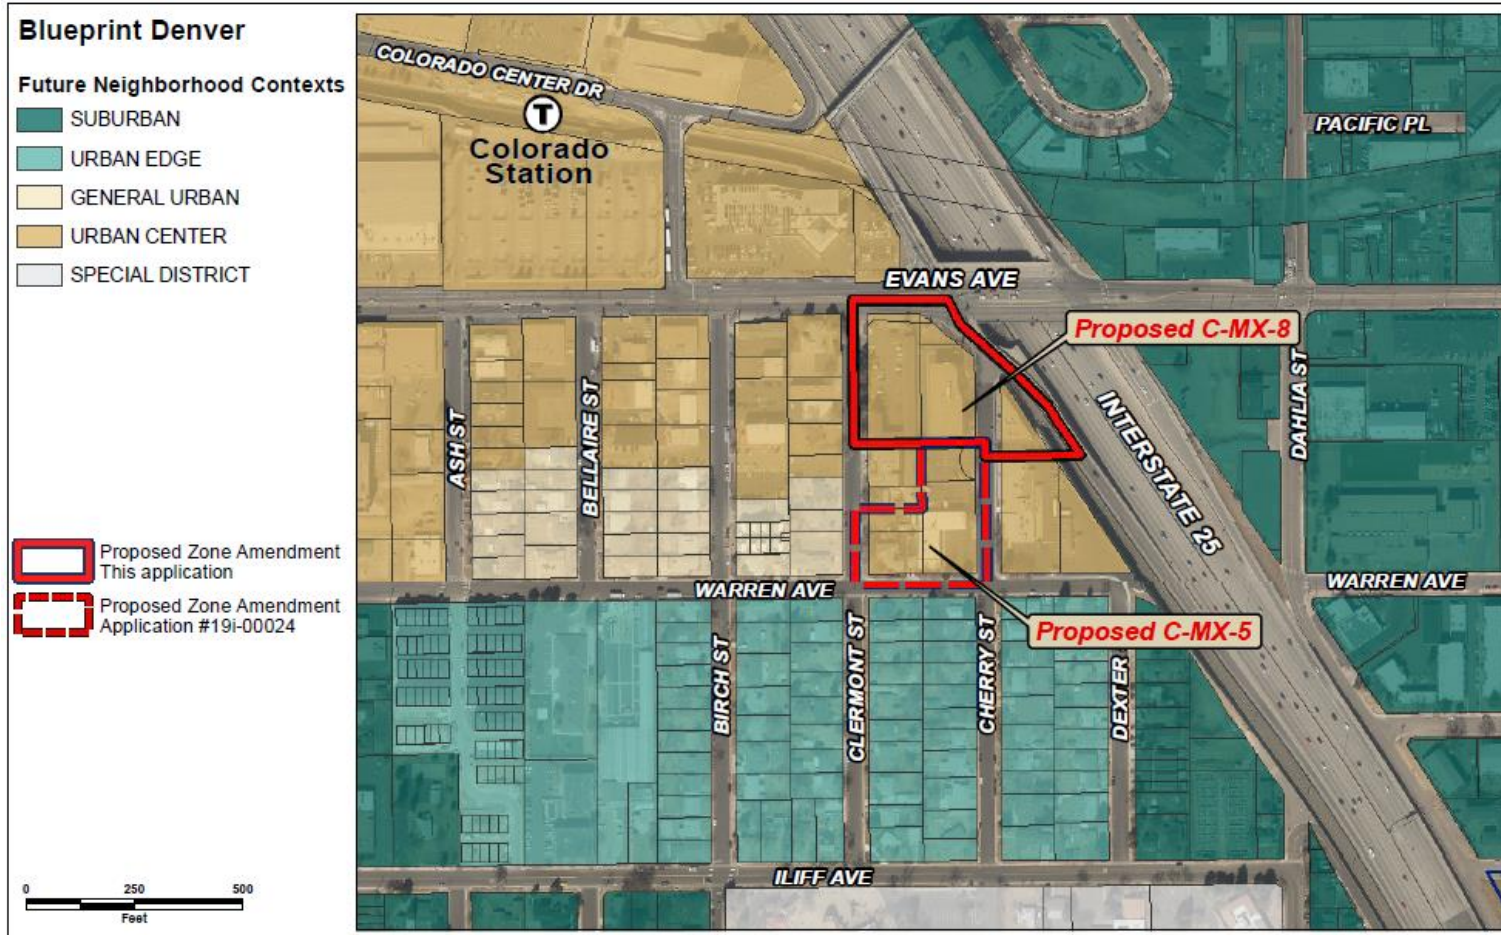 Blueprint Denver
Future Neighborhood Contexts
SUBURBAN
URBAN EDGE
GENERAL URBAN
URBAN CENTER
SPECIAL DISTRICT
Proposed Zone Amendment
This application
Proposed Zone Amendment
Application #19i-00024
0 250 500
Feet
COLORADO CENTER DR
T
Colorado
Station
PACIFIC PL
EVANS AVE
Proposed C-MX-8
INTERSTATE 25
DAHLIA ST
ASH ST
BELLAIRE ST
WARREN AVE
WARREN AVE
Proposed C-MX-5
BIRCH ST
CLERMONT ST
CHERRY ST
DEXTER
ILIFF AVE